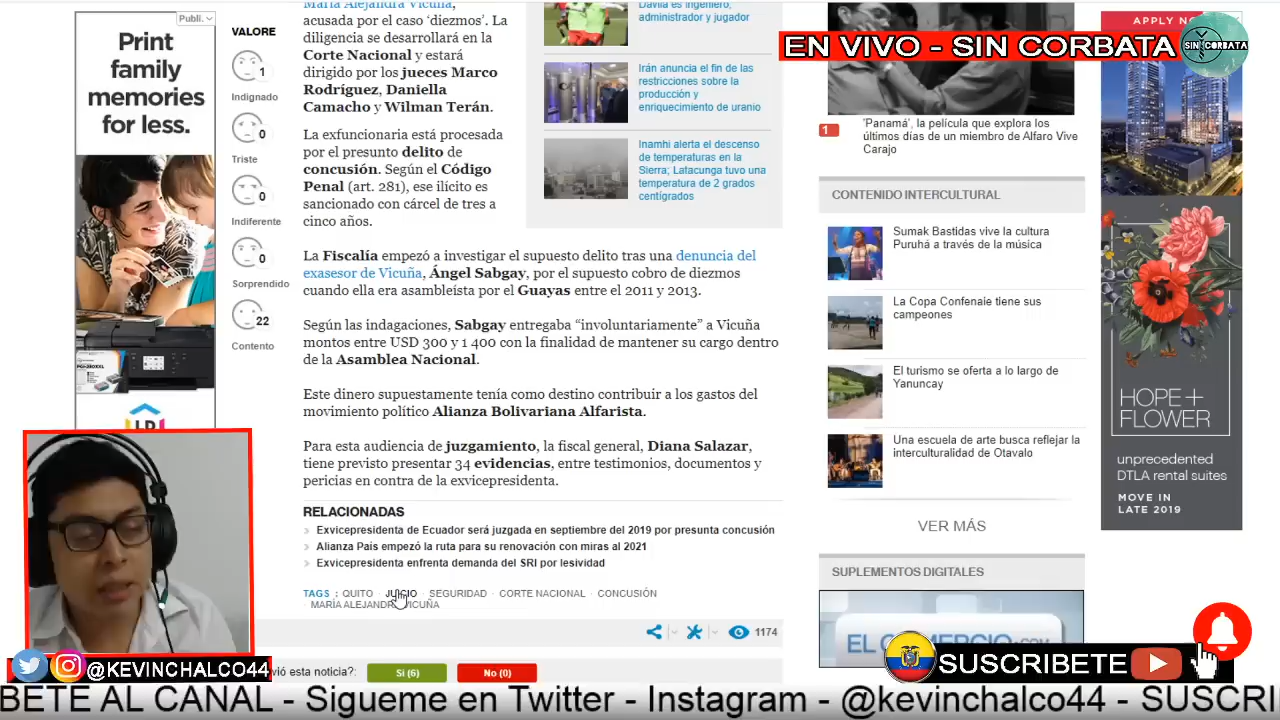 Publi.
Print
family
memories
for less.
VALORE
1
Indignado
0
Triste
0
Indiferente
0
Sorprendido
22
Contento
María Alejandra Vicuña,
acusada por el caso ‘diezmos’. La
diligencia se desarrollará en la
Corte Nacional y estará
dirigido por los jueces Marco
Rodríguez, Daniella
Camacho y Wilman Terán.
La exfuncionaria está procesada
por el presunto delito de
concusión. Según el Código
Penal (art. 281), ese ilícito es
sancionado con cárcel de tres a
cinco años.
La Fiscalía empezó a investigar el supuesto delito tras una denuncia del
exasesor de Vicuña, Ángel Sabgay, por el supuesto cobro de diezmos
cuando ella era asambleísta por el Guayas entre el 2011 y 2013.
Según las indagaciones, Sabgay entregaba “involuntariamente” a Vicuña
montos entre USD 300 y 1 400 con la finalidad de mantener su cargo dentro
de la Asamblea Nacional.
Este dinero supuestamente tenía como destino contribuir a los gastos del
movimiento político Alianza Bolivariana Alfarista.
Para esta audiencia de juzgamiento, la fiscal general, Diana Salazar,
tiene previsto presentar 34 evidencias, entre testimonios, documentos y
pericias en contra de la exvicepresidenta.
RELACIONADAS
Exvicepresidenta de Ecuador será juzgada en septiembre del 2019 por presunta concusión
Alianza País empezó la ruta para su renovación con miras al 2021
Exvicepresidenta enfrenta demanda del SRI por lesividad
TAGS : QUITO · JUICIO · SEGURIDAD · CORTE NACIONAL · CONCUSIÓN
MARÍA ALEJANDRA VICUÑA
1174
vió esta noticia?: Si (6) No (0)
Dávila es ingeniero,
administrador y jugador
Irán anuncia el fin de las
restricciones sobre la
producción y
enriquecimiento de uranio
Inamhi alerta el descenso
de temperaturas en la
Sierra; Latacunga tuvo una
temperatura de 2 grados
centígrados
EN VIVO - SIN CORBATA
SIN CORBATA
1
'Panamá', la película que explora los
últimos días de un miembro de Alfaro Vive
Carajo
CONTENIDO INTERCULTURAL
Sumak Bastidas vive la cultura
Puruhá a través de la música
La Copa Confenaie tiene sus
campeones
El turismo se oferta a lo largo de
Yanuncay
Una escuela de arte busca reflejar la
interculturalidad de Otavalo
VER MÁS
SUPLEMENTOS DIGITALES
EL COMERCIO.COM
APPLY NO
HOPE+
FLOWER
unprecedented
DTLA rental suites
MOVE IN
LATE 2019
@KEVINCHALCO44
SUSCRIBETE
BETE AL CANAL - Sigueme en Twitter - Instagram - @kevinchalco44 - SUSCRI